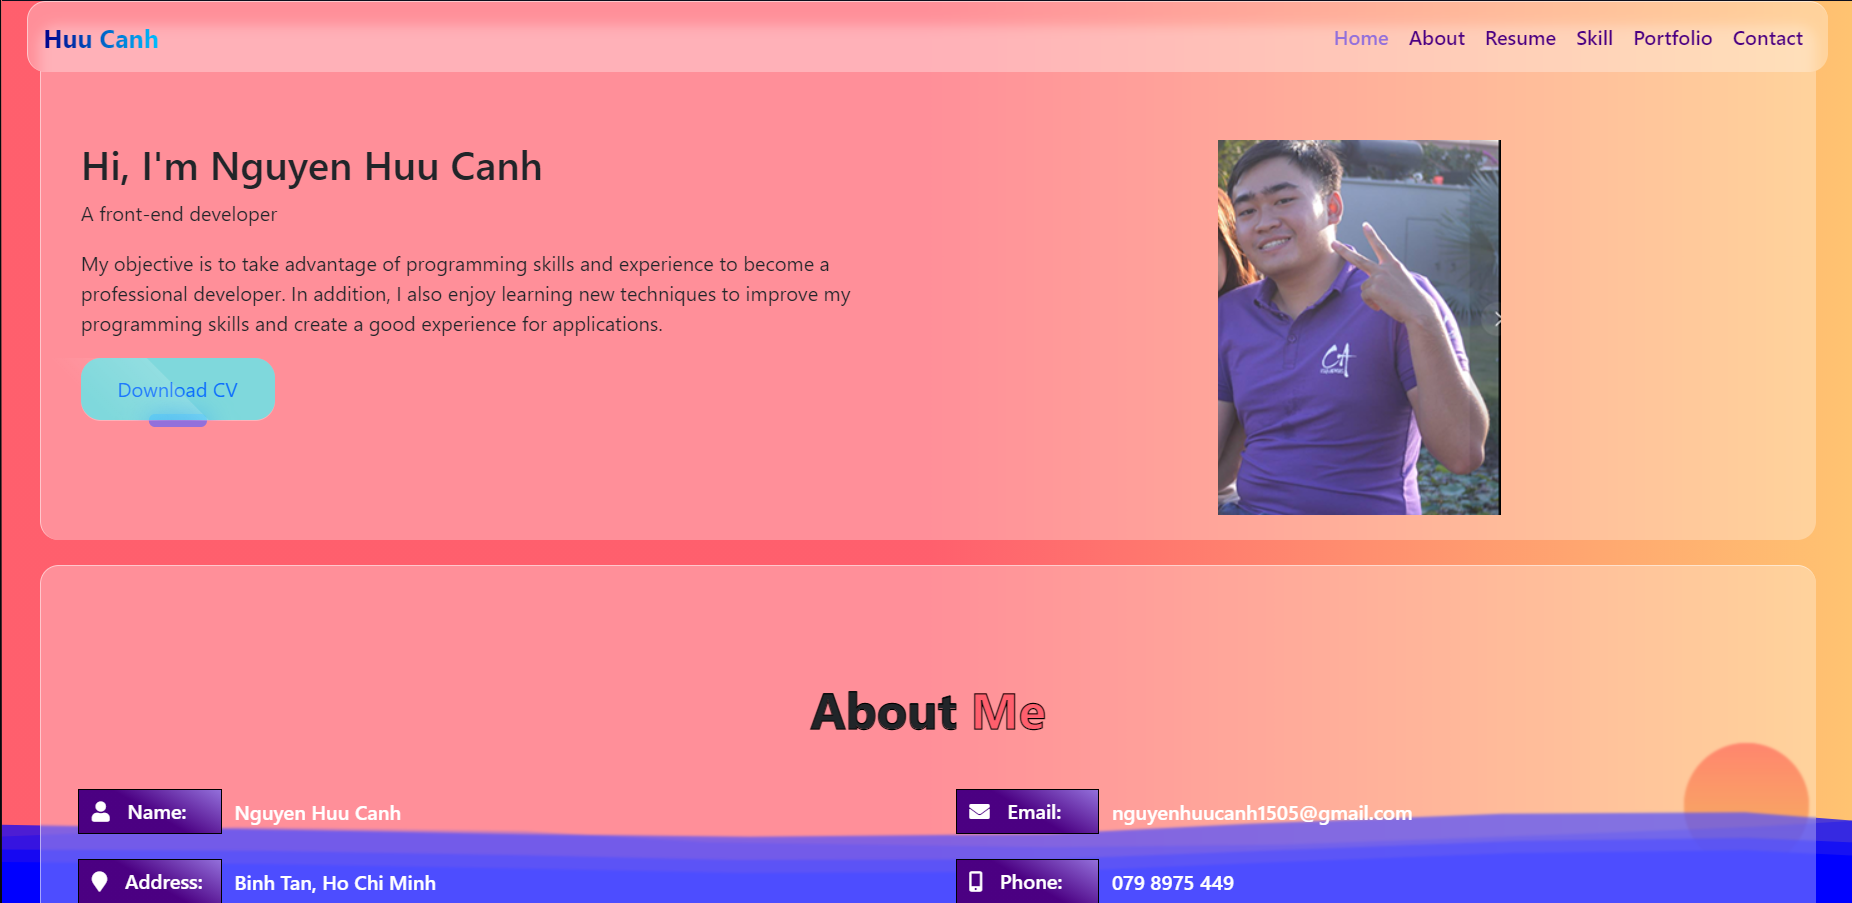 Huu Canh
Home About Resume Skill Portfolio Contact
Hi, I'm Nguyen Huu Canh
A front-end developer
My objective is to take advantage of programming skills and experience to become a
professional developer. In addition, I also enjoy learning new techniques to improve my
programming skills and create a good experience for applications.
Download CV
CA
About Me
Name: Nguyen Huu Canh
Email: nguyenhuucanh1505@gmail.com
Address: Binh Tan, Ho Chi Minh
Phone: 079 8975 449